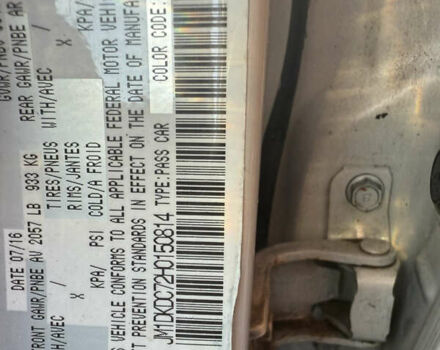 DATE 07/16
GVWR/PNBV
FRONT GAWR/PNBE AV 2057 LB 933 KG
REAR GAWR/PNBE AR
WITH/AVEC / X TIRES/PNEUS
WITH/AVEC / X
RIMS/JANTES
KPA/ PSI COLD/A FROID
KPA/
VEHICLE CONFORMS TO ALL APPLICABLE FEDERAL MOTOR VEHI
PREVENTION STANDARDS IN EFFECT ON THE DATE OF MANUFA
JM1DKDC72H0150814 TYPE:PASS CAR
COLOR CODE: